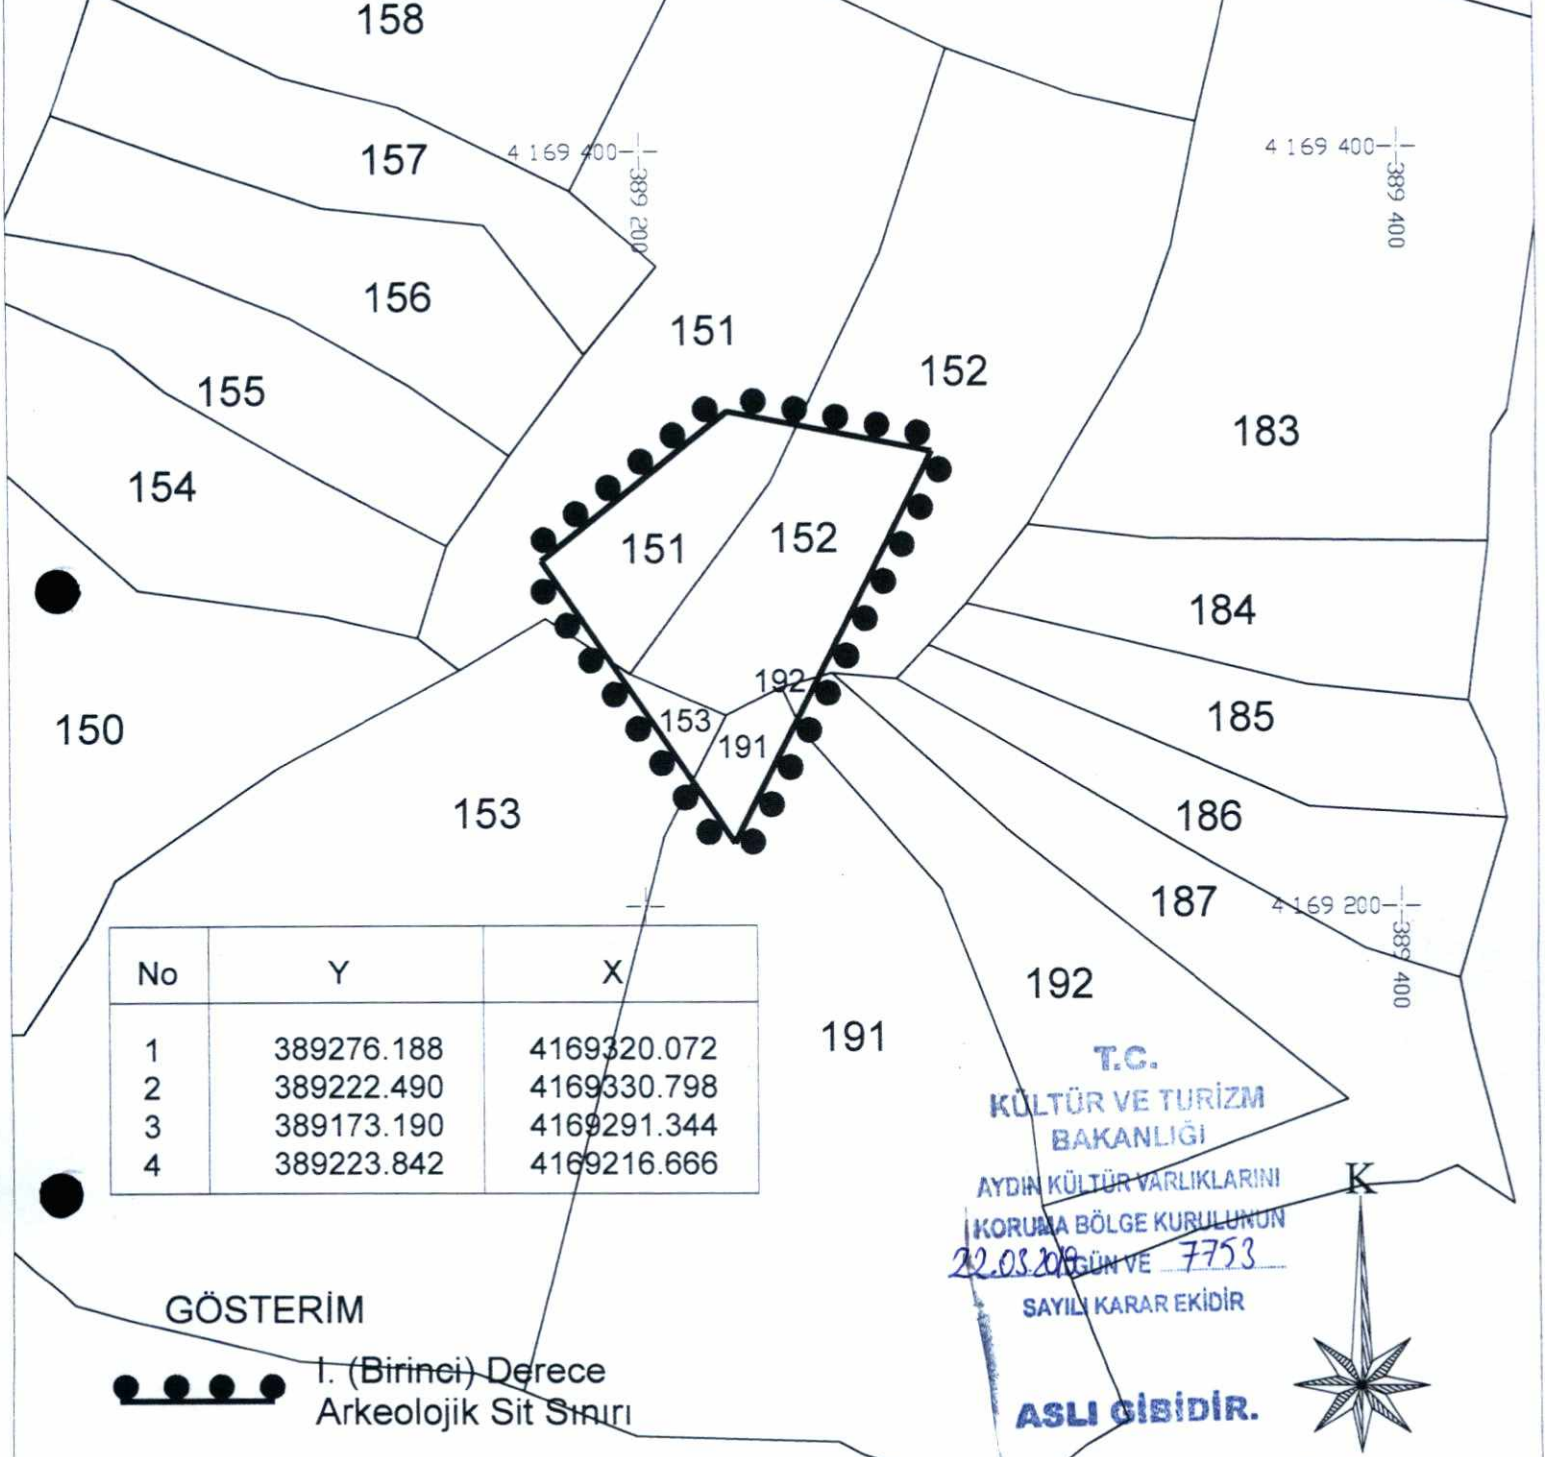 158
157
4 169 400
389 200
4 169 400
389 400
156
151
155
152
183
154
151
152
184
192
150
153
191
185
153
186
187
4 169 200
389 400
192
191
No Y X
1 389276.188 4169320.072
2 389222.490 4169330.798
3 389173.190 4169291.344
4 389223.842 4169216.666
T.C.
KÜLTÜR VE TURİZM
BAKANLIĞI
AYDIN KÜLTÜR VARLIKLARINI
KORUMA BÖLGE KURULUNUN
22.03.2019 GÜN VE 7753
SAYILI KARAR EKİDİR
ASLI GİBİDİR.
K
GÖSTERİM
I. (Birinci) Derece
Arkeolojik Sit Sınırı